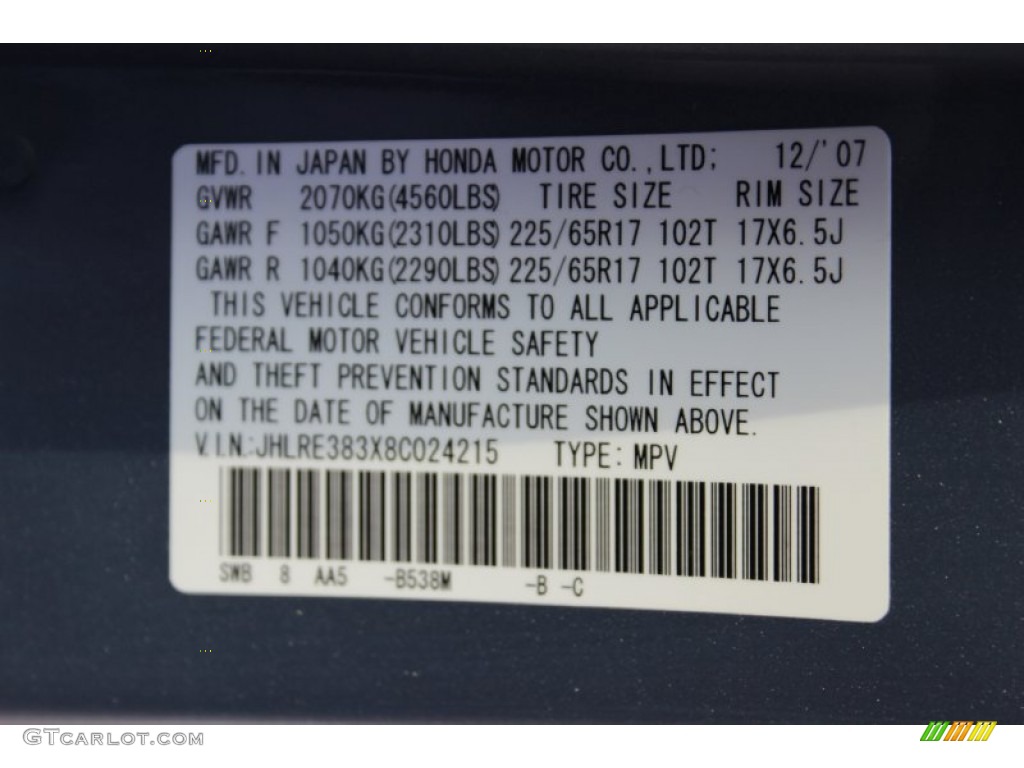 MFD. IN JAPAN BY HONDA MOTOR CO.,LTD; 12/'07
GVWR 2070KG(4560LBS) TIRE SIZE RIM SIZE
GAWR F 1050KG(2310LBS) 225/65R17 102T 17X6.5J
GAWR R 1040KG(2290LBS) 225/65R17 102T 17X6.5J
THIS VEHICLE CONFORMS TO ALL APPLICABLE
FEDERAL MOTOR VEHICLE SAFETY
AND THEFT PREVENTION STANDARDS IN EFFECT
ON THE DATE OF MANUFACTURE SHOWN ABOVE.
V.I.N.:JHLRE383X8C024215 TYPE: MPV
SWB 8 AA5 -B538M -B -C
GTCARLOT.COM